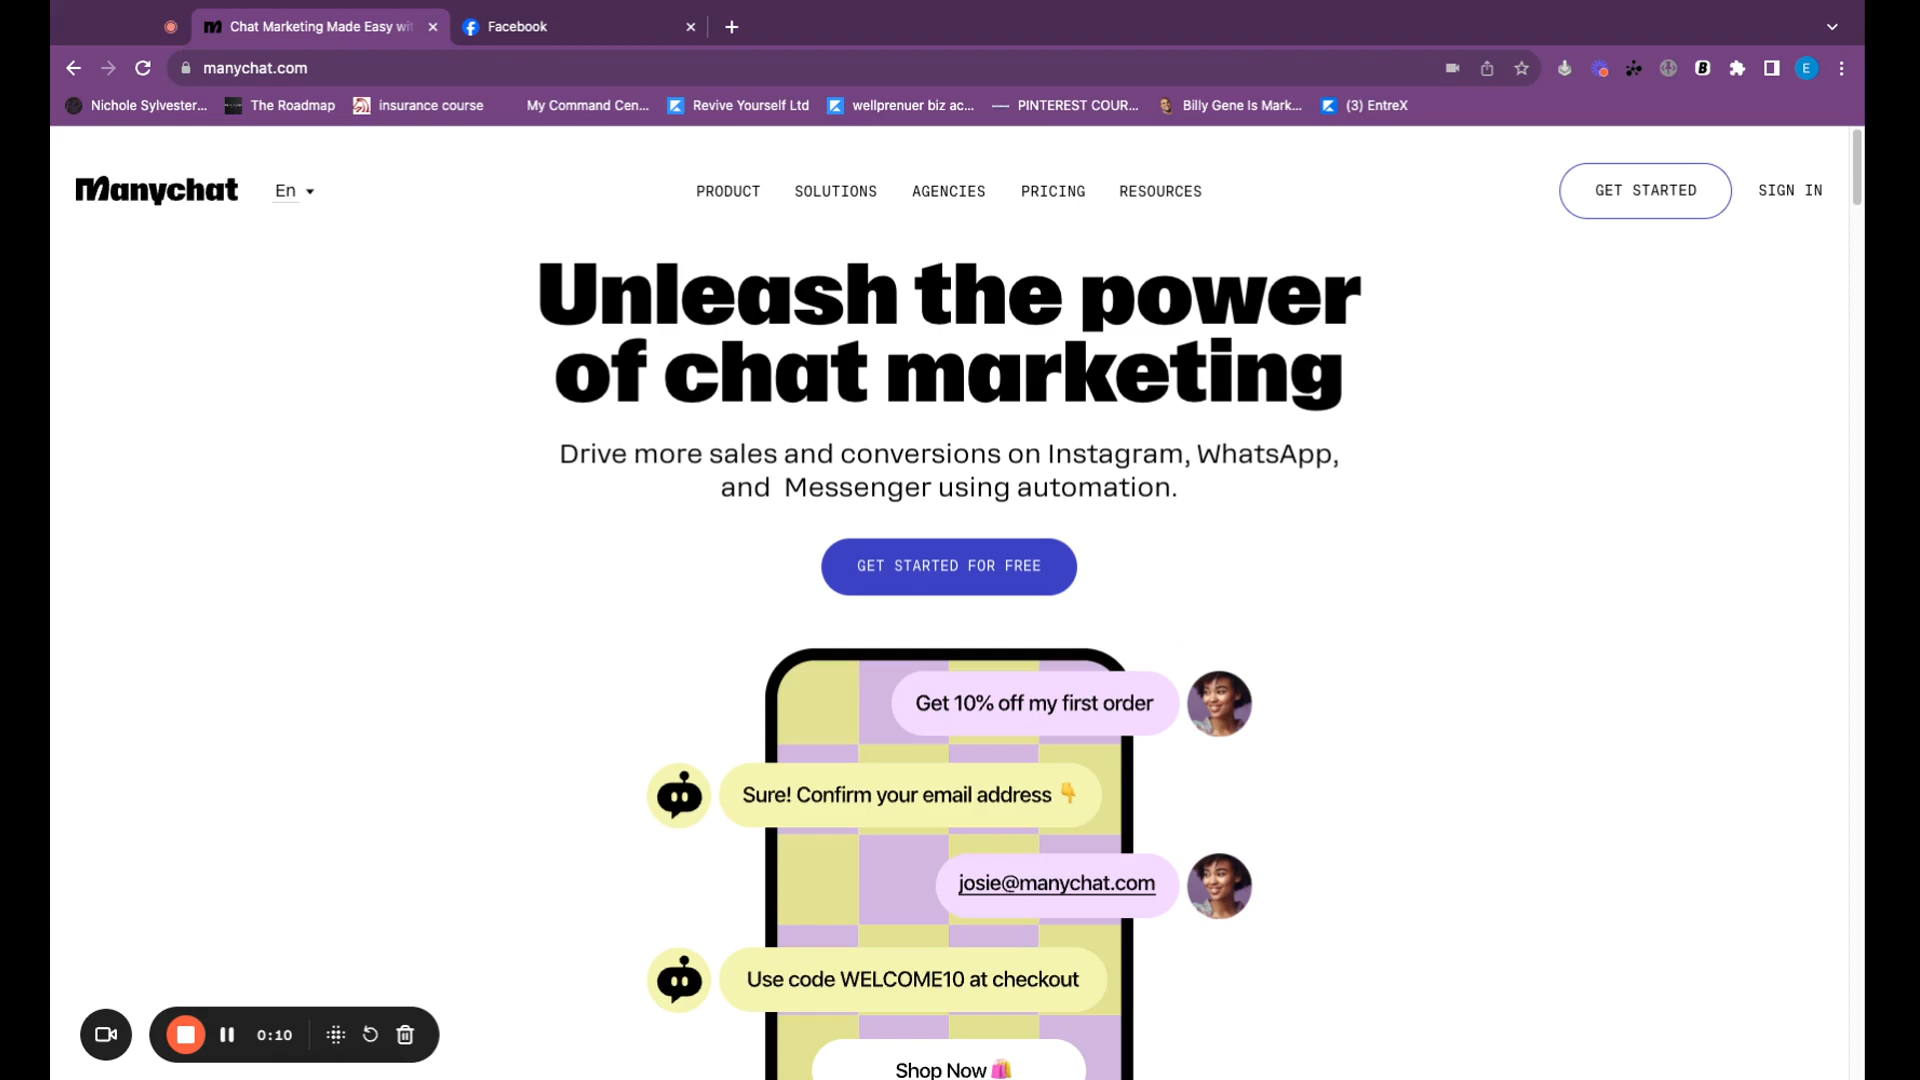 Chat Marketing Made Easy wit
Facebook
manychat.com
E
Nichole Sylvester...
The Roadmap
insurance course
My Command Cen...
Revive Yourself Ltd
wellprenuer biz ac...
PINTEREST COUR...
Billy Gene Is Mark...
(3) EntreX
Manychat
En
PRODUCT
SOLUTIONS
AGENCIES
PRICING
RESOURCES
GET STARTED
SIGN IN
Unleash the power
of chat marketing
Drive more sales and conversions on Instagram, WhatsApp,
and Messenger using automation.
GET STARTED FOR FREE
Get 10% off my first order
Sure! Confirm your email address 👇
josie@manychat.com
Use code WELCOME10 at checkout
Shop Now 🛍️
0:10